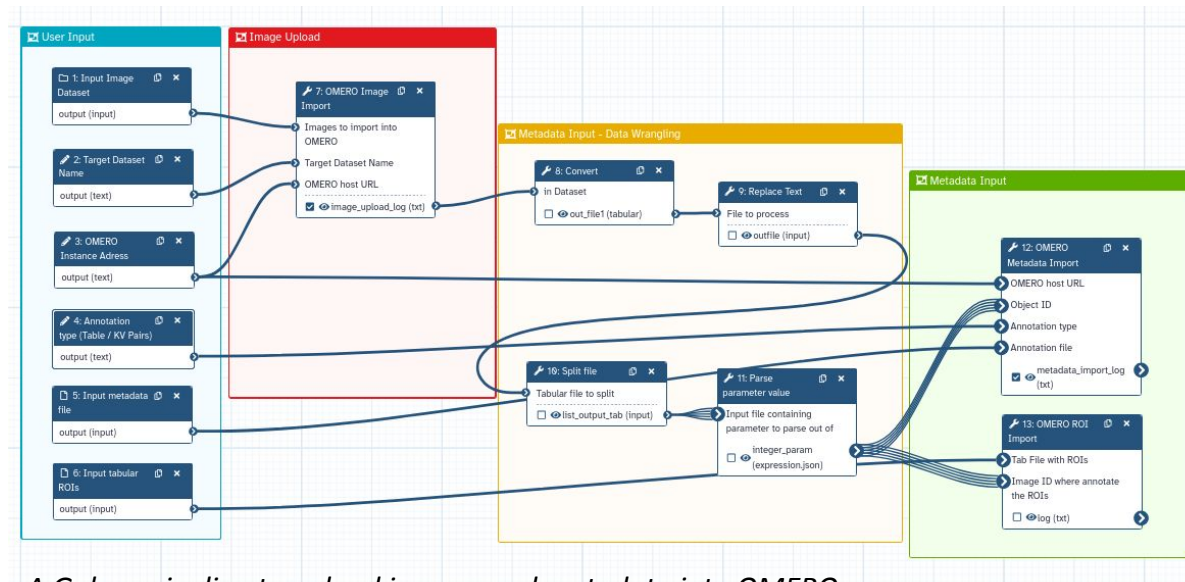 User Input
1: Input Image
Dataset
output (input)
2: Target Dataset
Name
output (text)
3: OMERO
Instance Adress
output (text)
4: Annotation
type (Table / KV Pairs)
output (text)
5: Input metadata
file
output (input)
6: Input tabular
ROIs
output (input)
Image Upload
7: OMERO Image
Import
Images to import into
OMERO
Target Dataset Name
OMERO host URL
image_upload_log (txt)
Metadata Input - Data Wrangling
8: Convert
in Dataset
out_file1 (tabular)
9: Replace Text
File to process
outfile (input)
10: Split file
Tabular file to split
list_output_tab (input)
11: Parse
parameter value
Input file containing
parameter to parse out of
integer_param
(expression.json)
Metadata Input
12: OMERO
Metadata Import
OMERO host URL
Object ID
Annotation type
Annotation file
metadata_import_log
(txt)
13: OMERO ROI
Import
Tab File with ROIs
Image ID where annotate
the ROIs
log (txt)